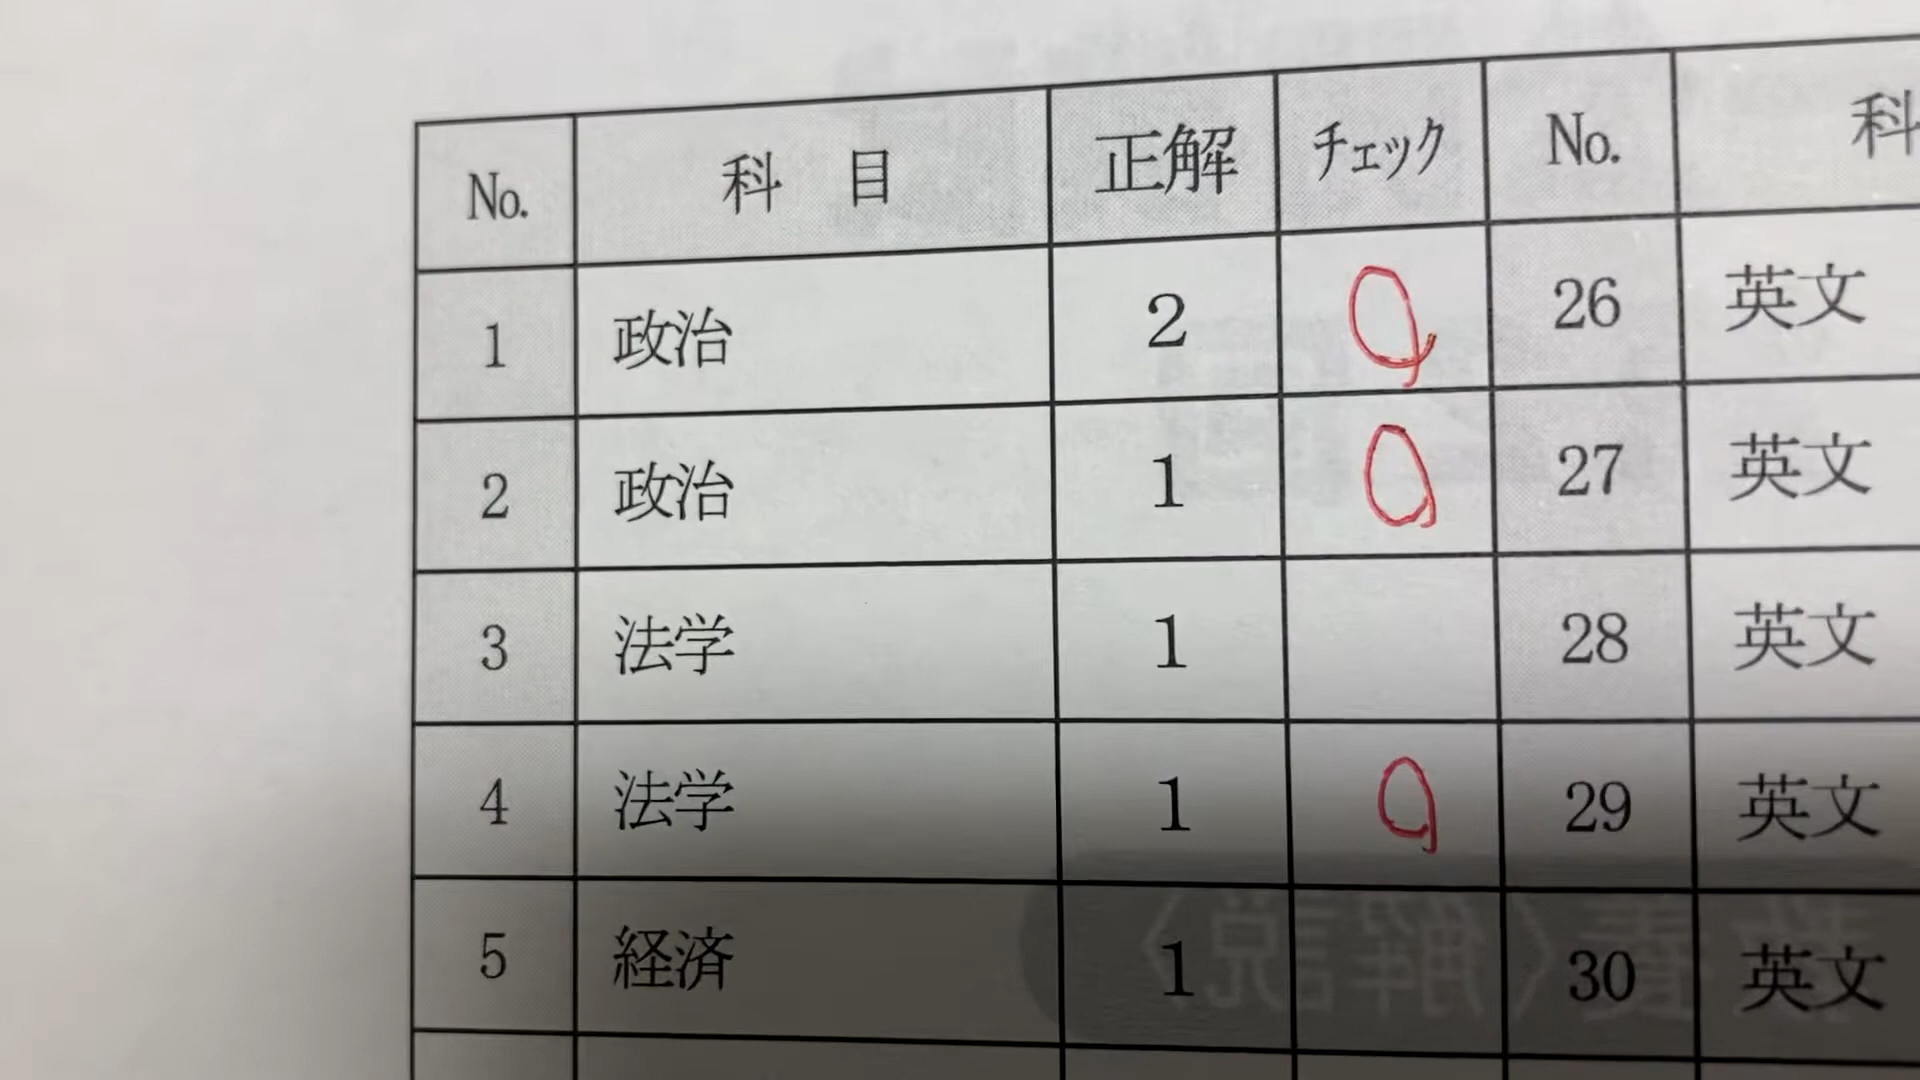 No. 科 目 正解 チェック No. 科
1 政治 2 26 英文
2 政治 1 27 英文
3 法学 1 28 英文
4 法学 1 29 英文
5 経済 1 30 英文